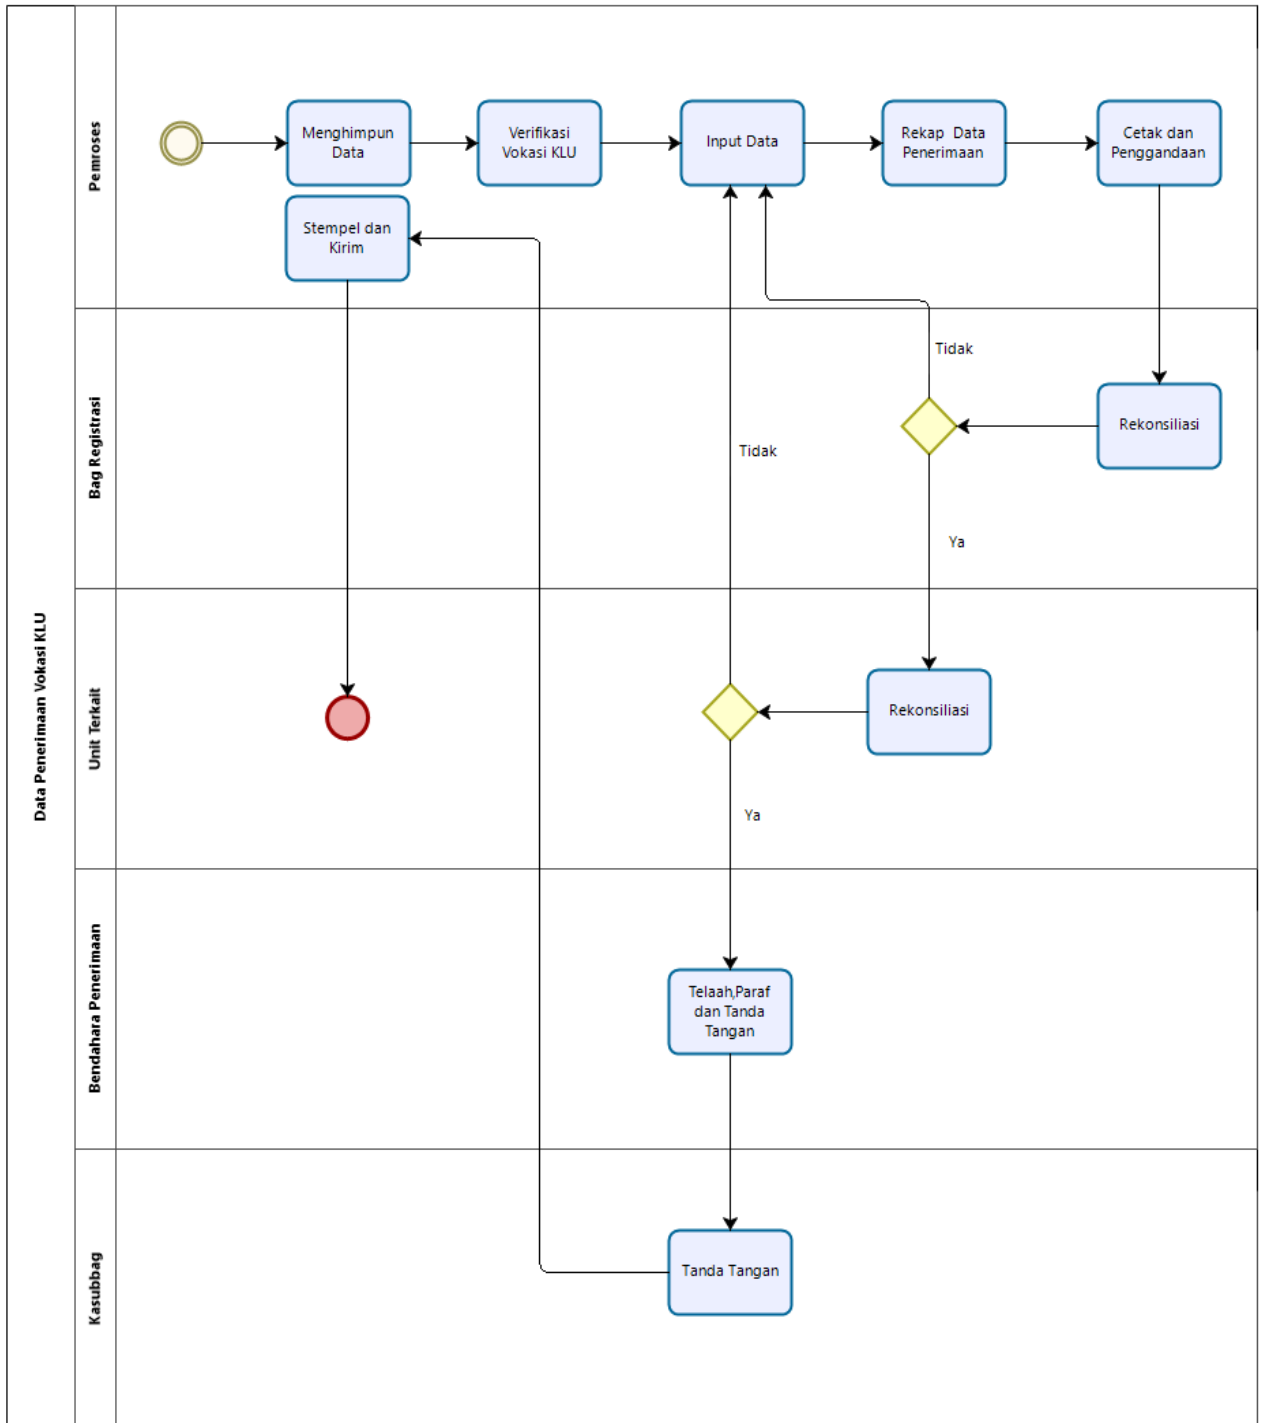 Data Penerimaan Vokasi KLU
Pemroses
Menghimpun
Data
Verifikasi
Vokasi KLU
Input Data
Rekap  Data
Penerimaan
Cetak dan
Penggandaan
Stempel dan
Kirim
Bag Registrasi
Tidak
Rekonsiliasi
Tidak
Ya
Unit Terkait
Rekonsiliasi
Ya
Bendahara Penerimaan
Telaah,Paraf
dan Tanda
Tangan
Kasubbag
Tanda Tangan